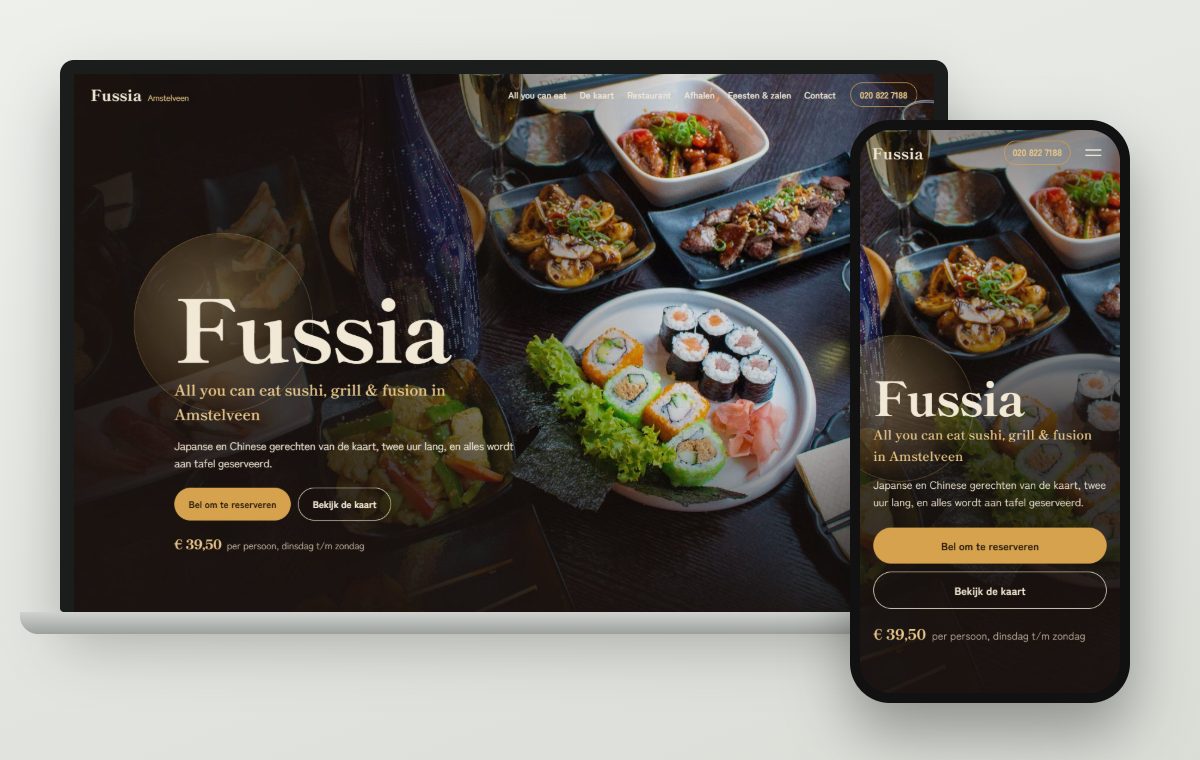 Fussia Amstelveen
All you can eat De kaart Restaurant Afhalen Feesten & zalen Contact 020 822 7188
Fussia
All you can eat sushi, grill & fusion in
Amstelveen
Japanse en Chinese gerechten van de kaart, twee uur lang, en alles wordt
aan tafel geserveerd.
Bel om te reserveren Bekijk de kaart
€ 39,50 per persoon, dinsdag t/m zondag
Fussia 020 822 7188
Fussia
All you can eat sushi, grill & fusion
in Amstelveen
Japanse en Chinese gerechten van de kaart, twee
uur lang, en alles wordt aan tafel geserveerd.
Bel om te reserveren
Bekijk de kaart
€ 39,50 per persoon, dinsdag t/m zondag